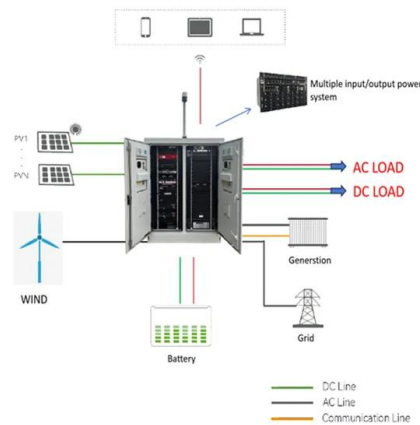 Multiple input/output power
system
PV1
PVN
AC LOAD
DC LOAD
WIND
Generstion
Grid
Battery
DC Line
AC Line
Communication Line